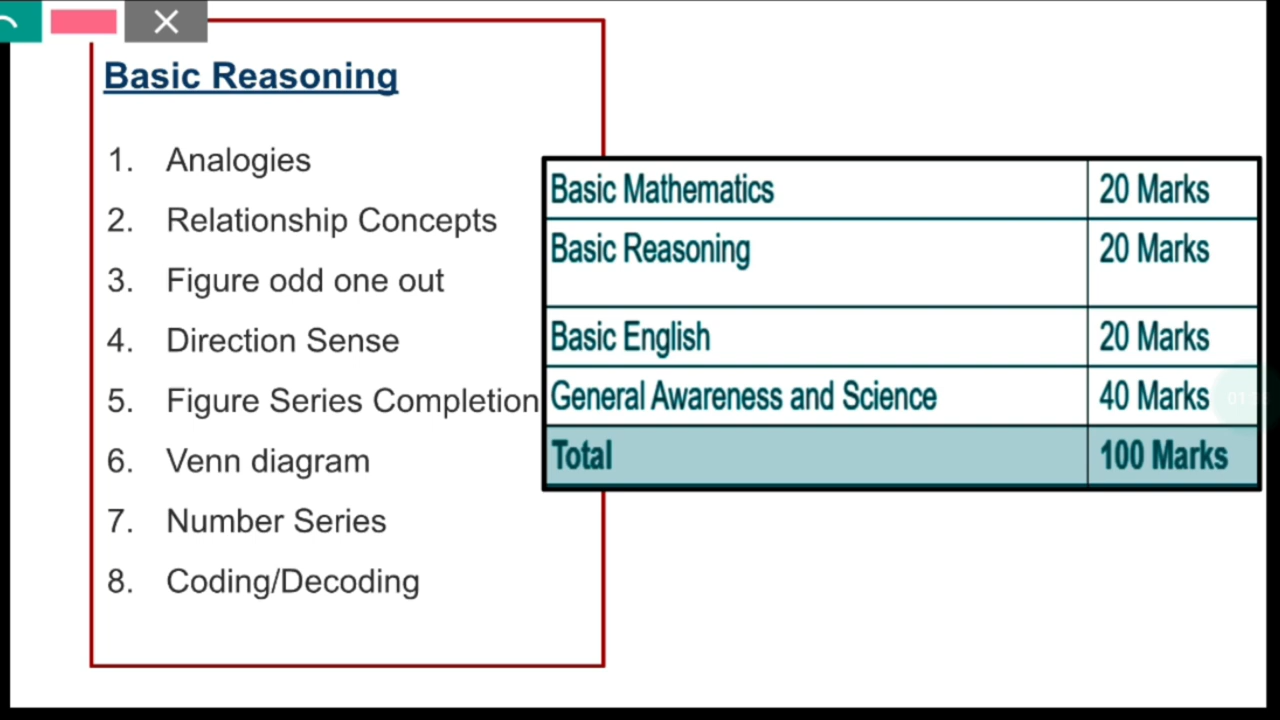 Basic Reasoning
1. Analogies
2. Relationship Concepts
3. Figure odd one out
4. Direction Sense
5. Figure Series Completion
6. Venn diagram
7. Number Series
8. Coding/Decoding
Basic Mathematics 20 Marks
Basic Reasoning 20 Marks
Basic English 20 Marks
General Awareness and Science 40 Marks
Total 100 Marks